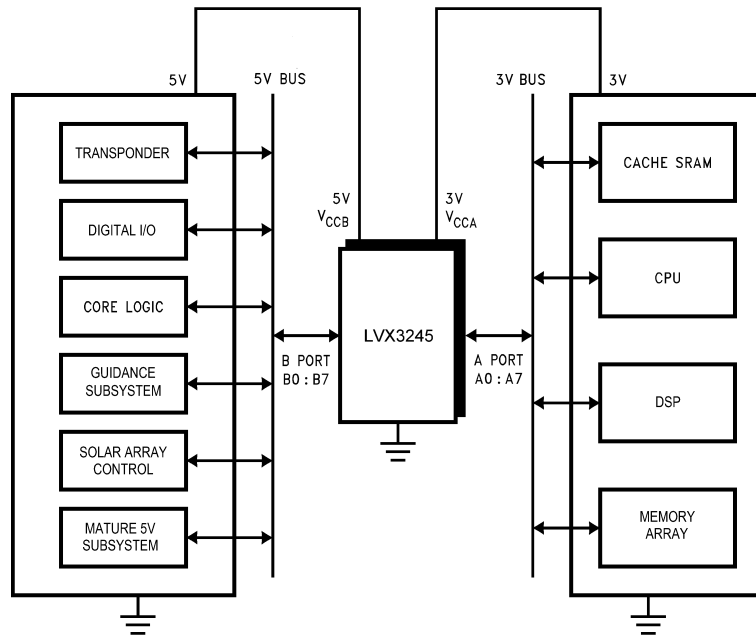 5V
5V BUS
3V BUS
3V
TRANSPONDER
DIGITAL I/O
CORE LOGIC
GUIDANCE
SUBSYSTEM
SOLAR ARRAY
CONTROL
MATURE 5V
SUBSYSTEM
5V
VCCB
3V
VCCA
LVX3245
B PORT
B0:B7
A PORT
A0:A7
CACHE SRAM
CPU
DSP
MEMORY
ARRAY